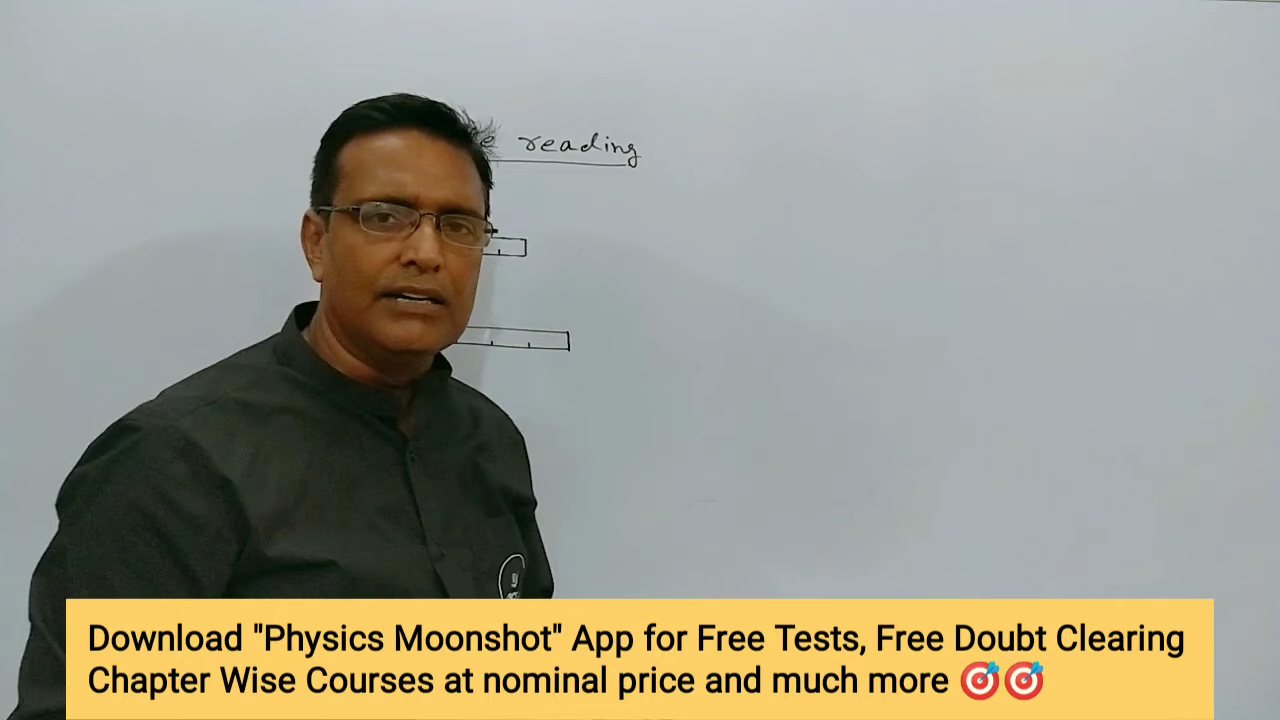 reading
Download "Physics Moonshot" App for Free Tests, Free Doubt Clearing
Chapter Wise Courses at nominal price and much more 🎯🎯